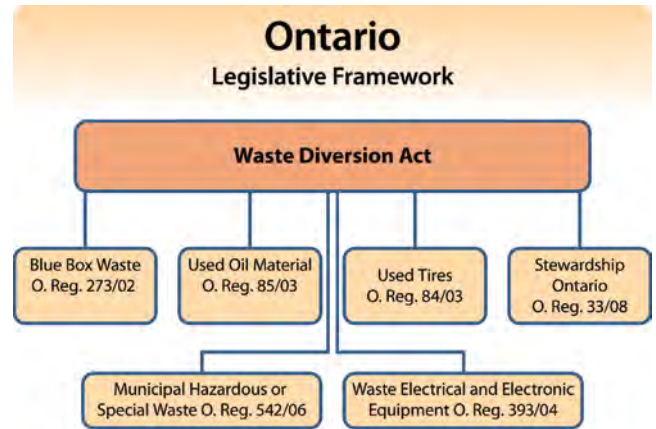 Ontario
Legislative Framework
Waste Diversion Act
Blue Box Waste
O. Reg. 273/02
Used Oil Material
O. Reg. 85/03
Used Tires
O. Reg. 84/03
Stewardship
Ontario
O. Reg. 33/08
Municipal Hazardous or
Special Waste O. Reg. 542/06
Waste Electrical and Electronic
Equipment O. Reg. 393/04